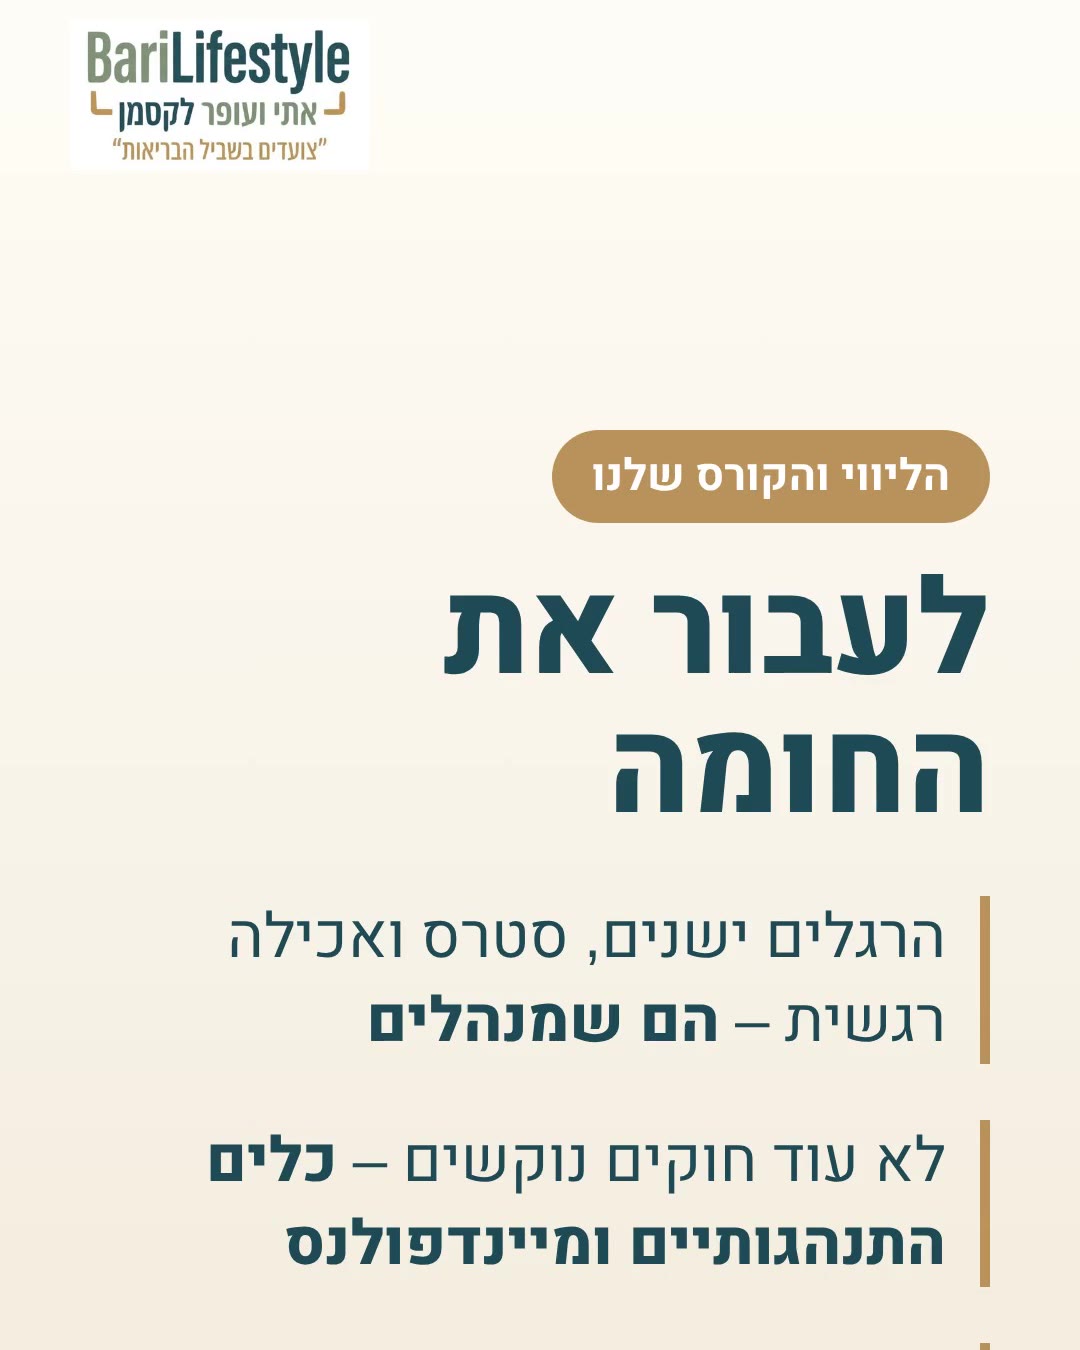 BariLifestyle
אתי ועופר לקסמן
"צועדים בשביל הבריאות"
הליווי והקורס שלנו
לעבור את
החומה
הרגלים ישנים, סטרס ואכילה
רגשית – הם שמנהלים
לא עוד חוקים נוקשים – כלים
התנהגותיים ומיינדפולנס